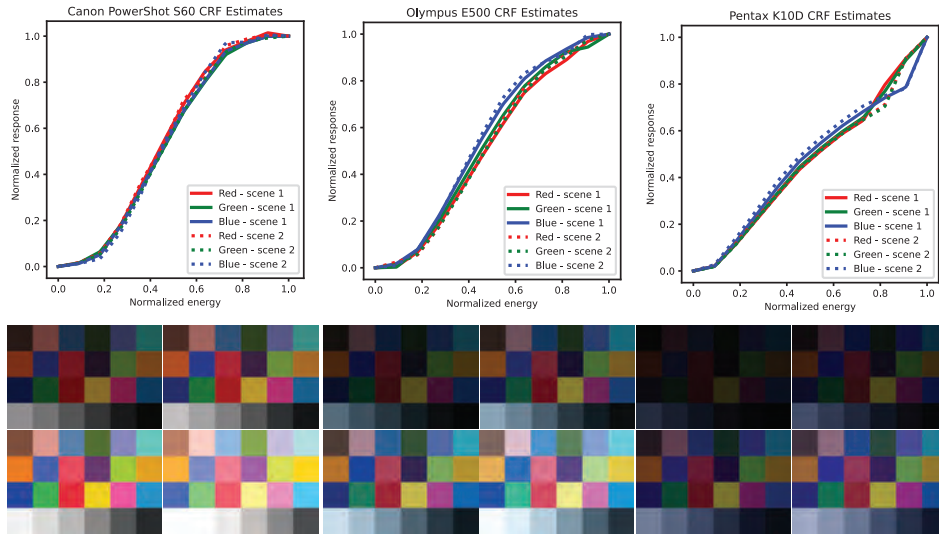 Canon PowerShot S60 CRF Estimates
1.0
0.8
0.6
0.4
0.2
0.0
Normalized response
Red - scene 1
Green - scene 1
Blue - scene 1
Red - scene 2
Green - scene 2
Blue - scene 2
0.0 0.2 0.4 0.6 0.8 1.0
Normalized energy
Olympus E500 CRF Estimates
1.0
0.8
0.6
0.4
0.2
0.0
Normalized response
Red - scene 1
Green - scene 1
Blue - scene 1
Red - scene 2
Green - scene 2
Blue - scene 2
0.0 0.2 0.4 0.6 0.8 1.0
Normalized energy
Pentax K10D CRF Estimates
1.0
0.8
0.6
0.4
0.2
0.0
Normalized response
Red - scene 1
Green - scene 1
Blue - scene 1
Red - scene 2
Green - scene 2
Blue - scene 2
0.0 0.2 0.4 0.6 0.8 1.0
Normalized energy